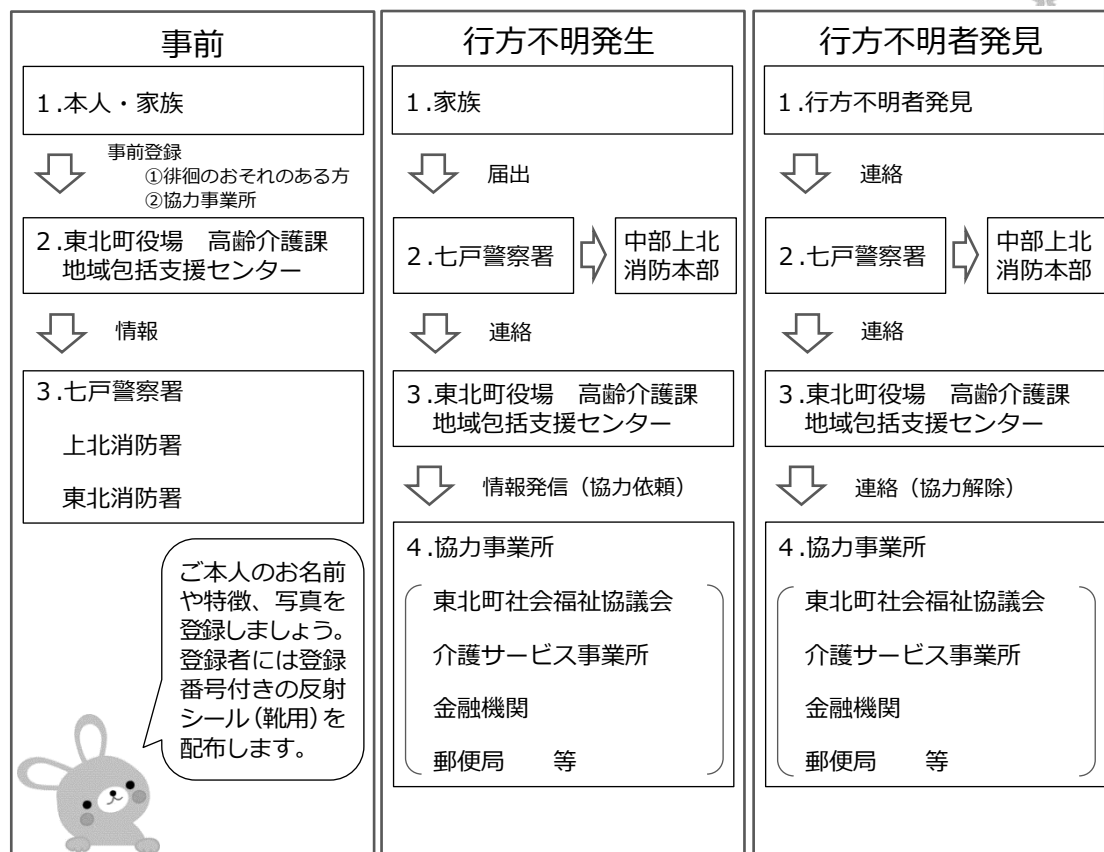 事前
1.本人・家族
事前登録
①徘徊のおそれのある方
②協力事業所
2.東北町役場　高齢介護課
地域包括支援センター
情報
3.七戸警察署
上北消防署
東北消防署
ご本人のお名前
や特徴、写真を
登録しましょう。
登録者には登録
番号付きの反射
シール(靴用)を
配布します。
行方不明発生
1.家族
届出
2.七戸警察署
中部上北
消防本部
連絡
3.東北町役場　高齢介護課
地域包括支援センター
情報発信（協力依頼）
4.協力事業所
東北町社会福祉協議会
介護サービス事業所
金融機関
郵便局　　等
行方不明者発見
1.行方不明者発見
連絡
2.七戸警察署
中部上北
消防本部
連絡
3.東北町役場　高齢介護課
地域包括支援センター
連絡（協力解除）
4.協力事業所
東北町社会福祉協議会
介護サービス事業所
金融機関
郵便局　　等